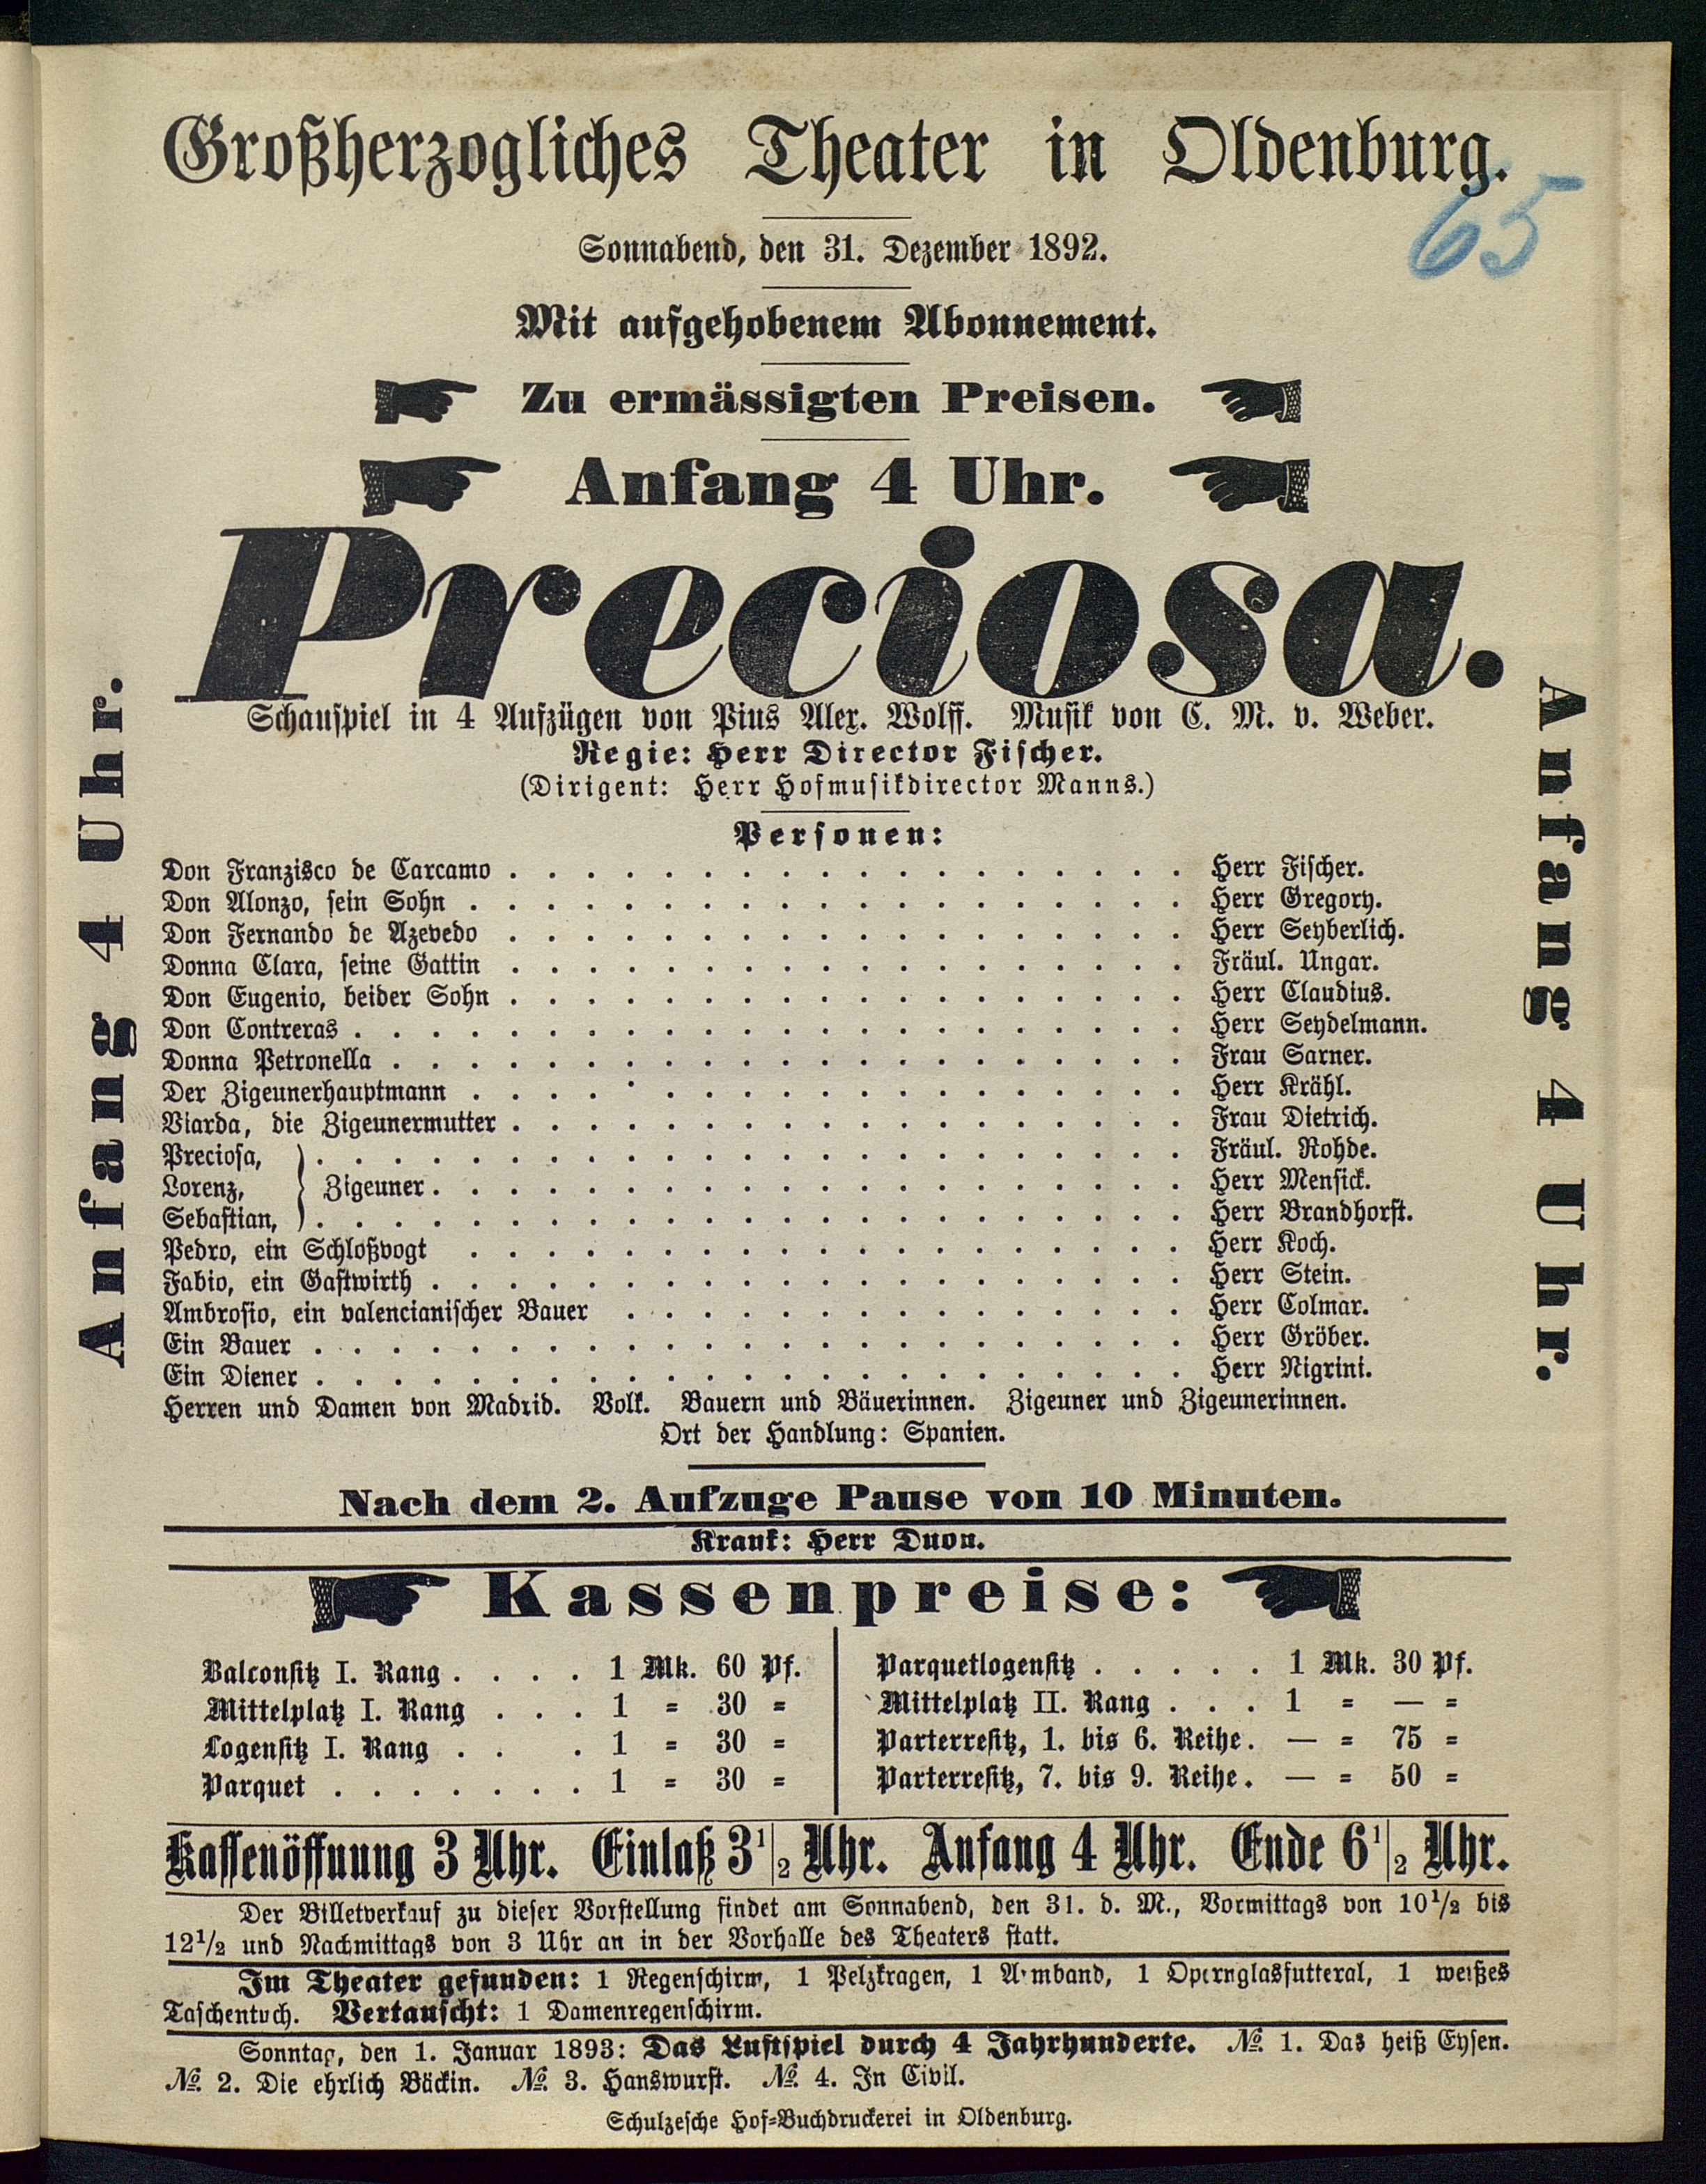 Großherzogliches Theater in Oldenburg.
65
Sonnabend, den 31. Dezember 1892.
Mit aufgehobenem Abonnement.
Zu ermässigten Preisen.
Anfang 4 Uhr.
Preciosa.
Schauspiel in 4 Aufzügen von Pius Alex. Wolff. Musik von C. M. v. Weber.
Regie: Herr Director Fischer.
(Dirigent: Herr Hofmusikdirector Manns.)
Anfang 4 Uhr.
Anfang 4 Uhr.
Personen:
Don Franzisco de Carcamo . . . . . . . . . . . . . . . . . . Herr Fischer.
Don Alonzo, sein Sohn . . . . . . . . . . . . . . . . . . . Herr Gregory.
Don Fernando de Azevedo . . . . . . . . . . . . . . . . . . Herr Seyberlich.
Donna Clara, seine Gattin . . . . . . . . . . . . . . . . . . Fräul. Ungar.
Don Eugenio, beider Sohn . . . . . . . . . . . . . . . . . . Herr Claudius.
Don Contreras . . . . . . . . . . . . . . . . . . . . . . Herr Seydelmann.
Donna Petronella . . . . . . . . . . . . . . . . . . . . . Frau Sarner.
Der Zigeunerhauptmann . . . . . . . . . . . . . . . . . . . Herr Krähl.
Viarda, die Zigeunermutter . . . . . . . . . . . . . . . . . . Frau Dietrich.
Preciosa, } . . . . . . . . . . . . . . . . . . . . . . . Fräul. Rohde.
Lorenz, } Zigeuner . . . . . . . . . . . . . . . . . . . . Herr Mensick.
Sebastian, } . . . . . . . . . . . . . . . . . . . . . . . Herr Brandhorst.
Pedro, ein Schloßvogt . . . . . . . . . . . . . . . . . . . Herr Koch.
Fabio, ein Gastwirth . . . . . . . . . . . . . . . . . . . . Herr Stein.
Ambrosio, ein valencianischer Bauer . . . . . . . . . . . . . . . Herr Colmar.
Ein Bauer . . . . . . . . . . . . . . . . . . . . . . . Herr Gröber.
Ein Diener . . . . . . . . . . . . . . . . . . . . . . . Herr Nigrini.
Herren und Damen von Madrid. Volk. Bauern und Bäuerinnen. Zigeuner und Zigeunerinnen.
Ort der Handlung: Spanien.
Nach dem 2. Aufzuge Pause von 10 Minuten.
Krank: Herr Duon.
Kassenpreise:
Balconsitz I. Rang . . . . 1 Mk. 60 Pf.
Mittelplatz I. Rang . . . 1 = 30 =
Logensitz I. Rang . . . 1 = 30 =
Parquet . . . . . . . 1 = 30 =
Parquetlogensitz . . . . . 1 Mk. 30 Pf.
Mittelplatz II. Rang . . . 1 = — =
Parterresitz, 1. bis 6. Reihe. — = 75 =
Parterresitz, 7. bis 9. Reihe. — = 50 =
Kassenöffnung 3 Uhr. Einlaß 3 1/2 Uhr. Anfang 4 Uhr. Ende 6 1/2 Uhr.
Der Billetverkauf zu dieser Vorstellung findet am Sonnabend, den 31. d. M., Vormittags von 10 1/2 bis
12 1/2 und Nachmittags von 3 Uhr an in der Vorhalle des Theaters statt.
Im Theater gefunden: 1 Regenschirm, 1 Pelzkragen, 1 Armband, 1 Opernglasfutteral, 1 weißes
Taschentuch. Vertauscht: 1 Damenregenschirm.
Sonntag, den 1. Januar 1893: Das Lustspiel durch 4 Jahrhunderte. No. 1. Das heiß Eysen.
No. 2. Die ehrlich Bäckin. No. 3. Hanswurst. No. 4. In Civil.
Schulzesche Hof=Buchdruckerei in Oldenburg.